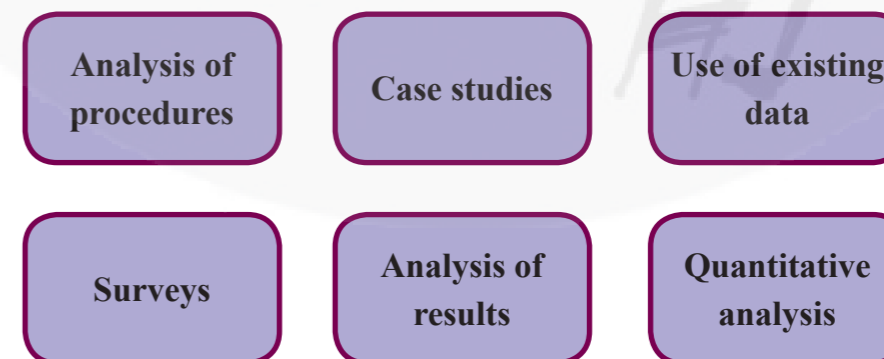 Analysis of
procedures
Case studies
Use of existing
data
Surveys
Analysis of
results
Quantitative
analysis